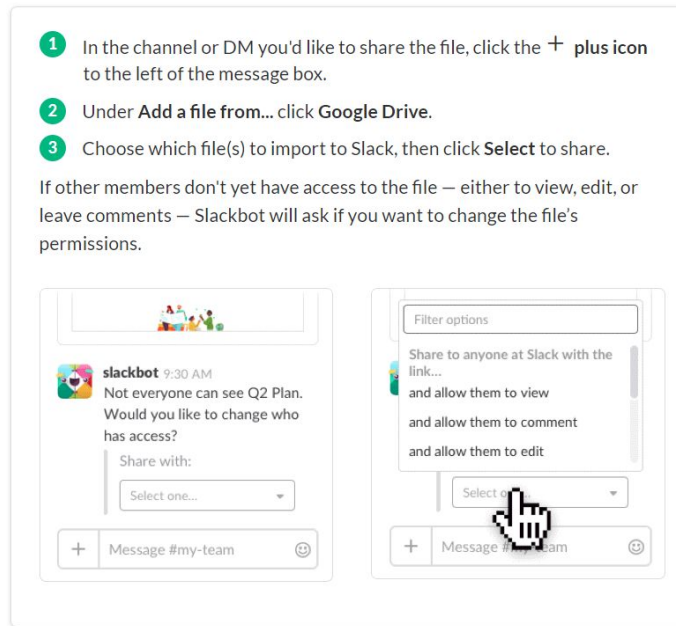 1 In the channel or DM you'd like to share the file, click the + plus icon
to the left of the message box.
2 Under Add a file from... click Google Drive.
3 Choose which file(s) to import to Slack, then click Select to share.
If other members don't yet have access to the file — either to view, edit, or
leave comments — Slackbot will ask if you want to change the file's
permissions.
slackbot 9:30 AM
Not everyone can see Q2 Plan.
Would you like to change who
has access?
Share with:
Select one...
+ Message #my-team
Filter options
Share to anyone at Slack with the
link...
and allow them to view
and allow them to comment
and allow them to edit
Select
+ Message